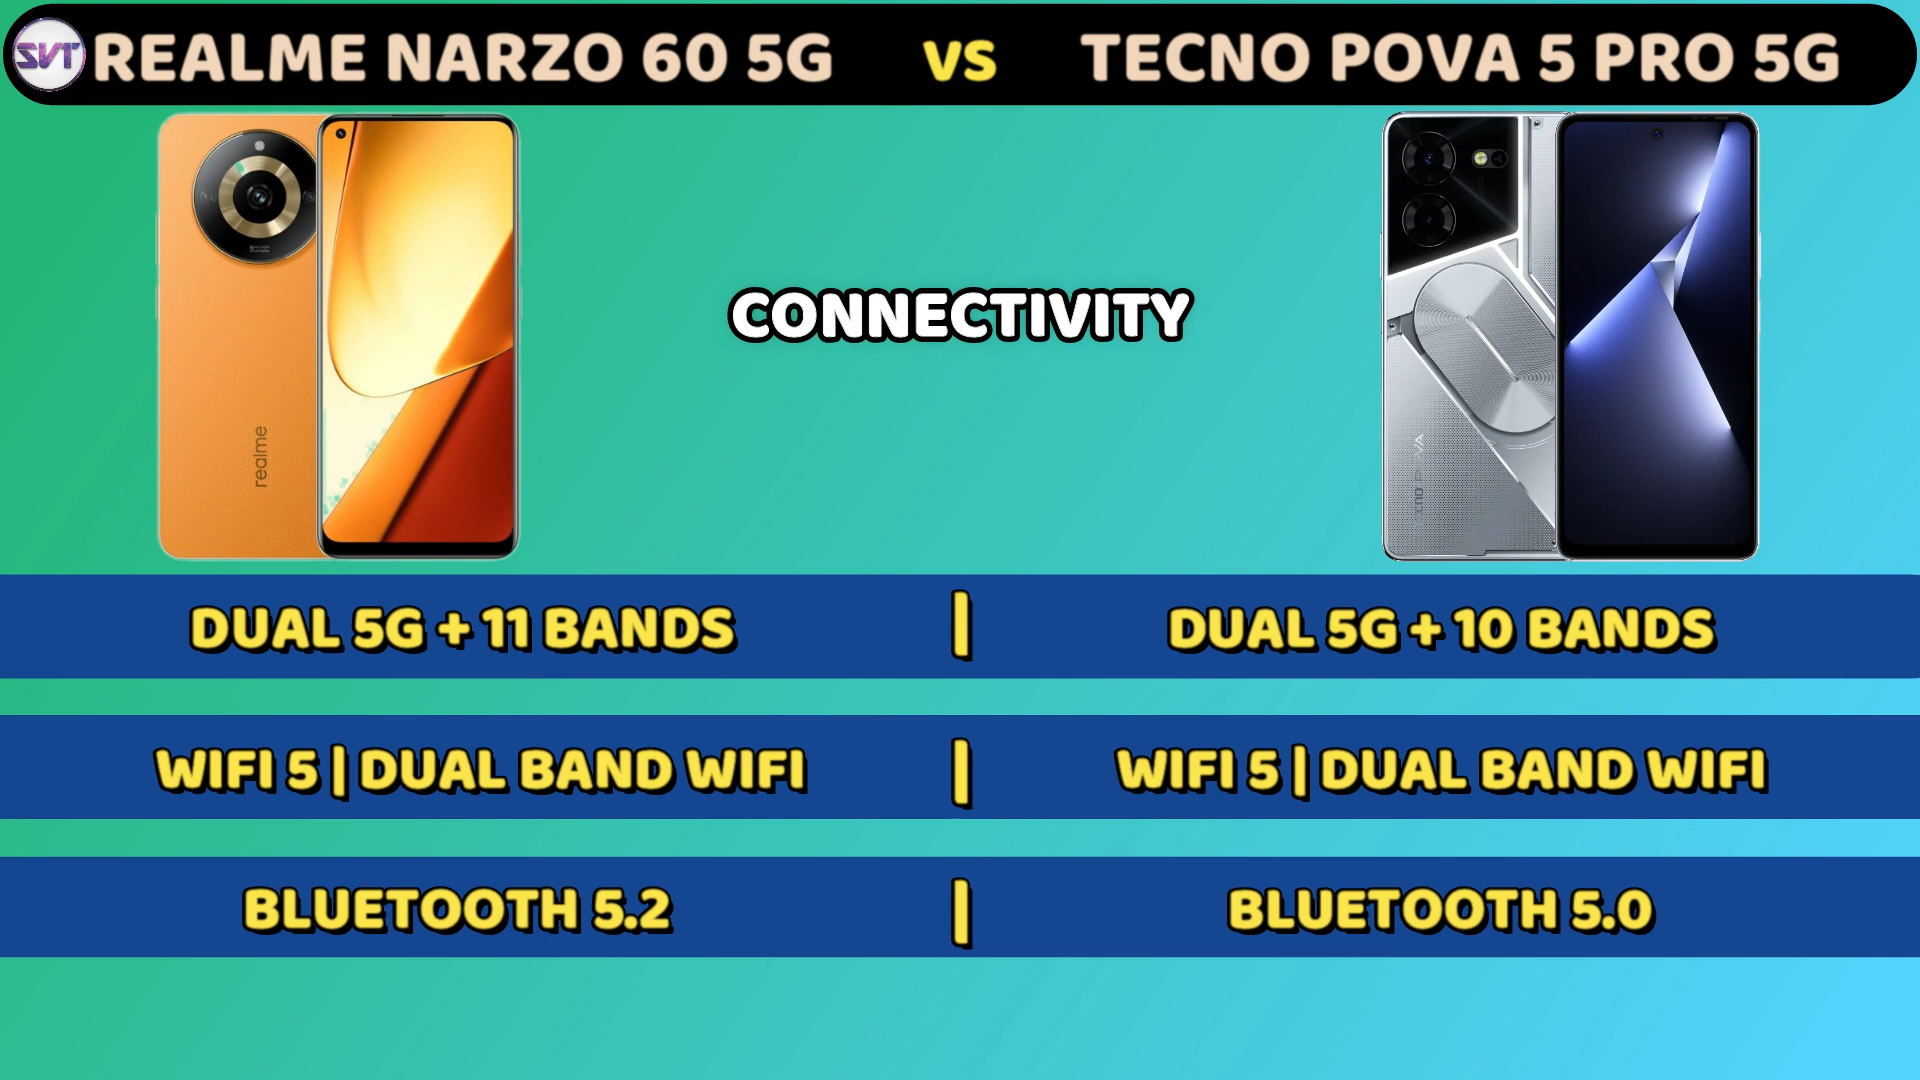 SVT
REALME NARZO 60 5G VS TECNO POVA 5 PRO 5G
realme
CONNECTIVITY
DUAL 5G + 11 BANDS | DUAL 5G + 10 BANDS
WIFI 5 | DUAL BAND WIFI | WIFI 5 | DUAL BAND WIFI
BLUETOOTH 5.2 | BLUETOOTH 5.0